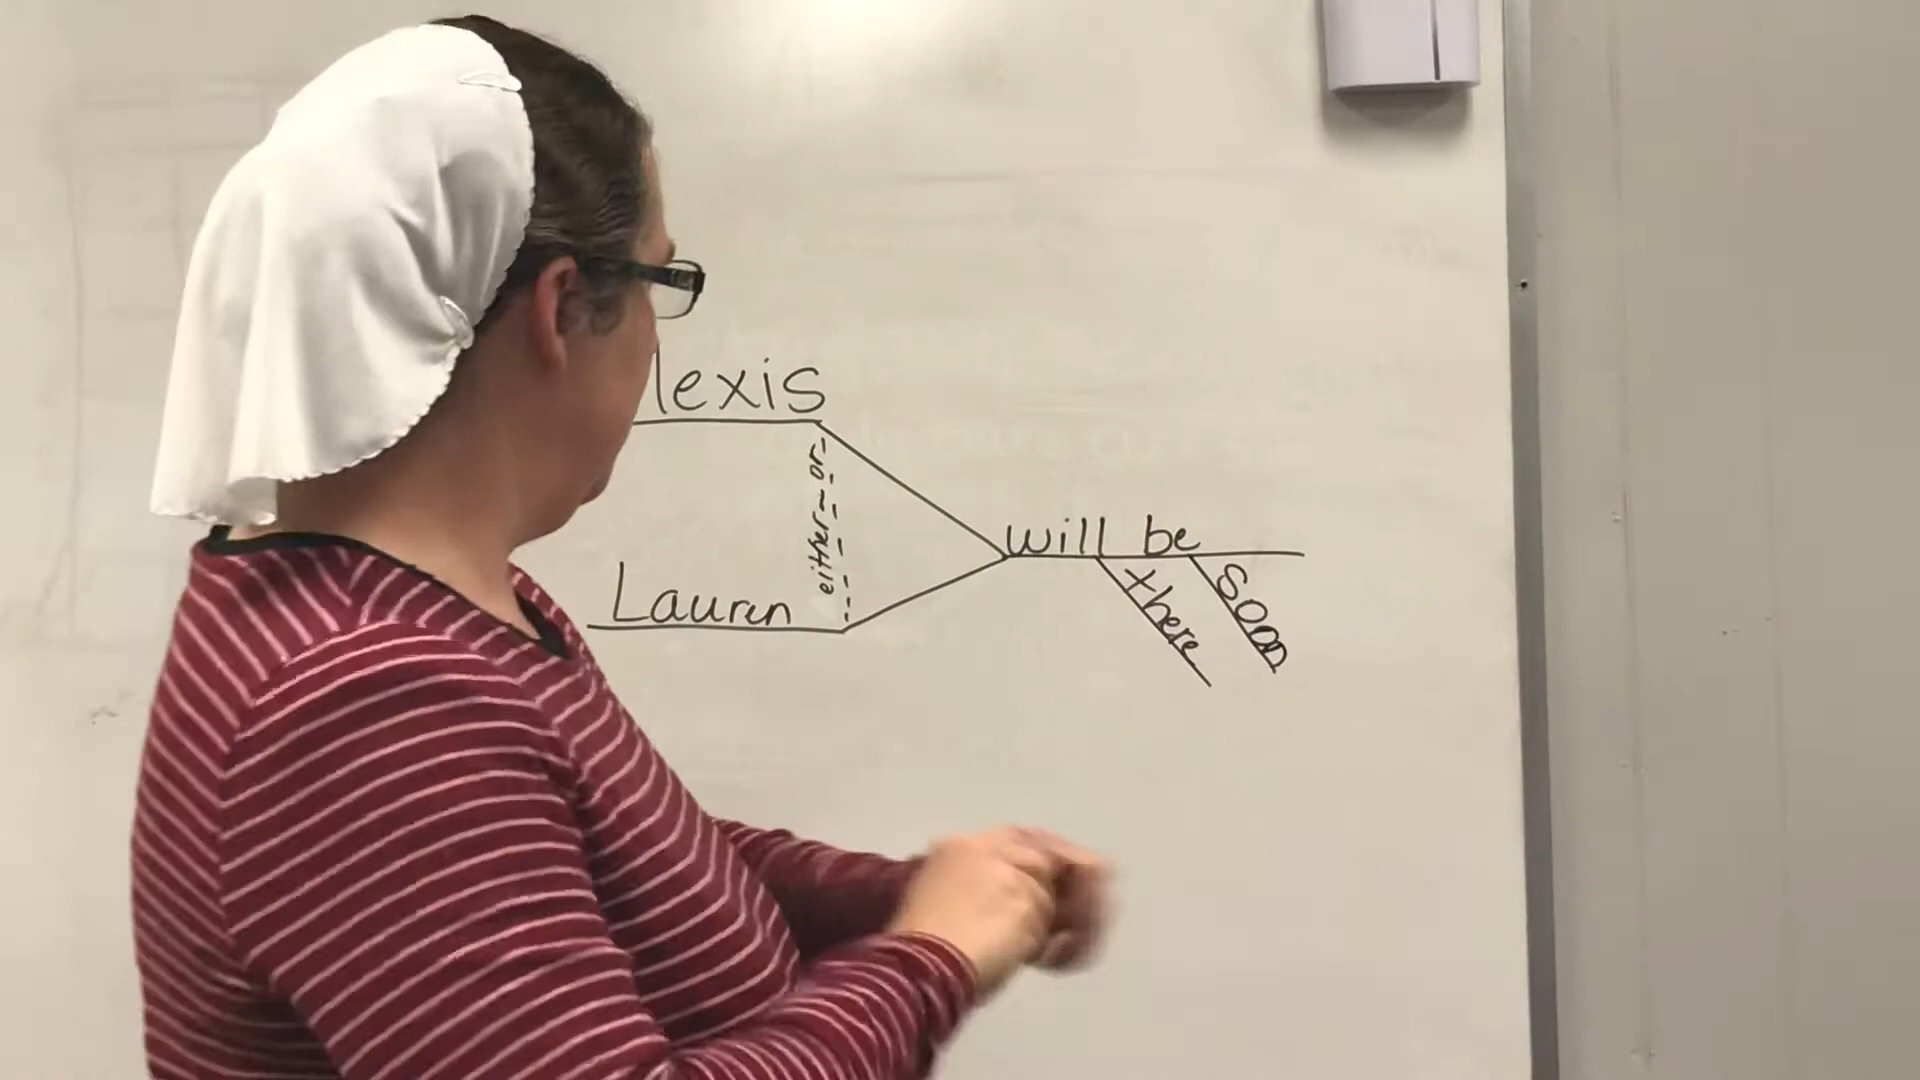 lexis
either or
Lauren
will be
there
soon